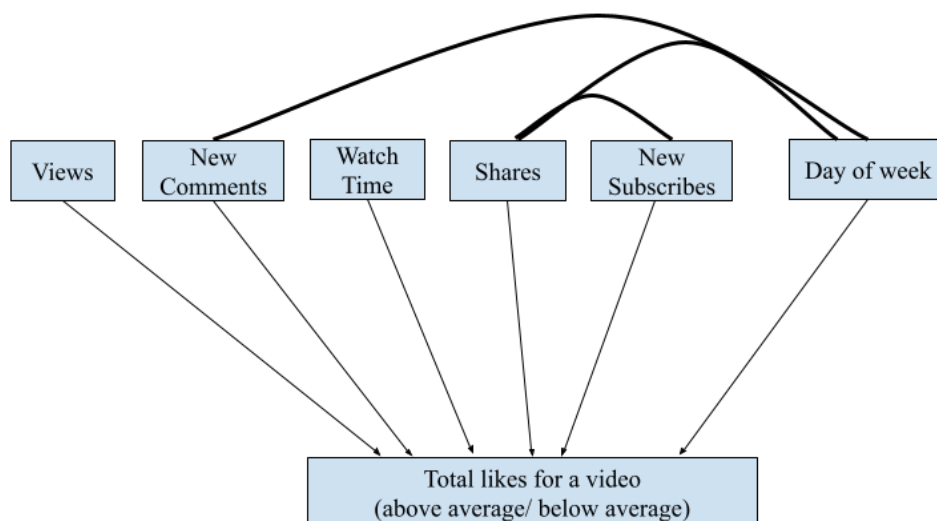 Views
New
Comments
Watch
Time
Shares
New
Subscribes
Day of week
Total likes for a video
(above average/ below average)